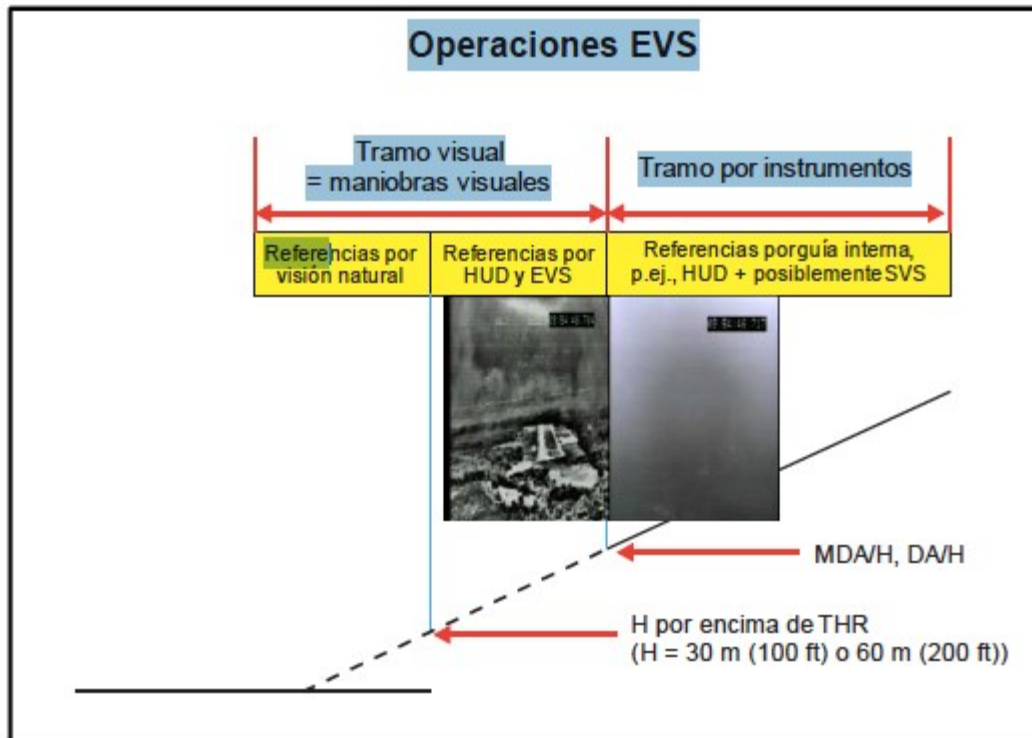 Operaciones EVS
Tramo visual
= maniobras visuales
Tramo por instrumentos
Referencias por
visión natural
Referencias por
HUD y EVS
Referencias porguía interna,
p.ej., HUD + posiblemente SVS
MDA/H, DA/H
H por encima de THR
(H = 30 m (100 ft) o 60 m (200 ft))